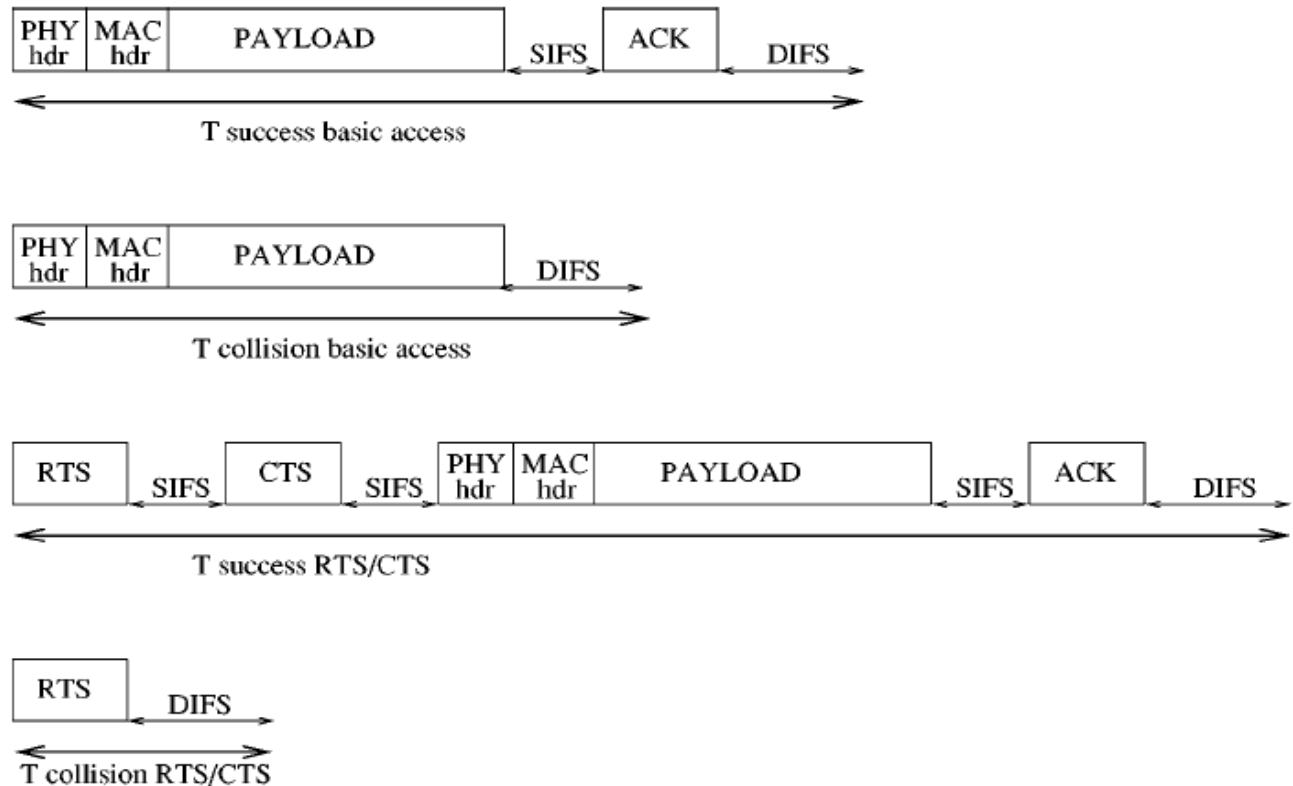 PHY hdr MAC hdr PAYLOAD SIFS ACK DIFS
T success basic access
PHY hdr MAC hdr PAYLOAD DIFS
T collision basic access
RTS SIFS CTS SIFS PHY hdr MAC hdr PAYLOAD SIFS ACK DIFS
T success RTS/CTS
RTS DIFS
T collision RTS/CTS